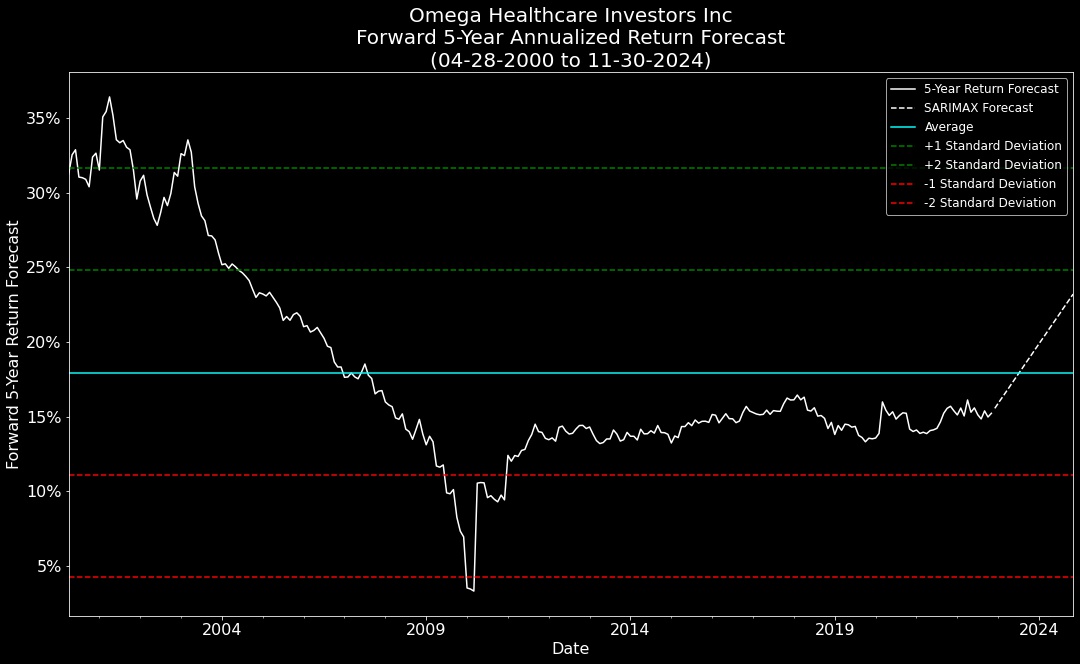 Omega Healthcare Investors Inc
Forward 5-Year Annualized Return Forecast
(04-28-2000 to 11-30-2024)
5-Year Return Forecast
SARIMAX Forecast
Average
+1 Standard Deviation
+2 Standard Deviation
-1 Standard Deviation
-2 Standard Deviation
Forward 5-Year Return Forecast
35%
30%
25%
20%
15%
10%
5%
2004
2009
2014
2019
2024
Date